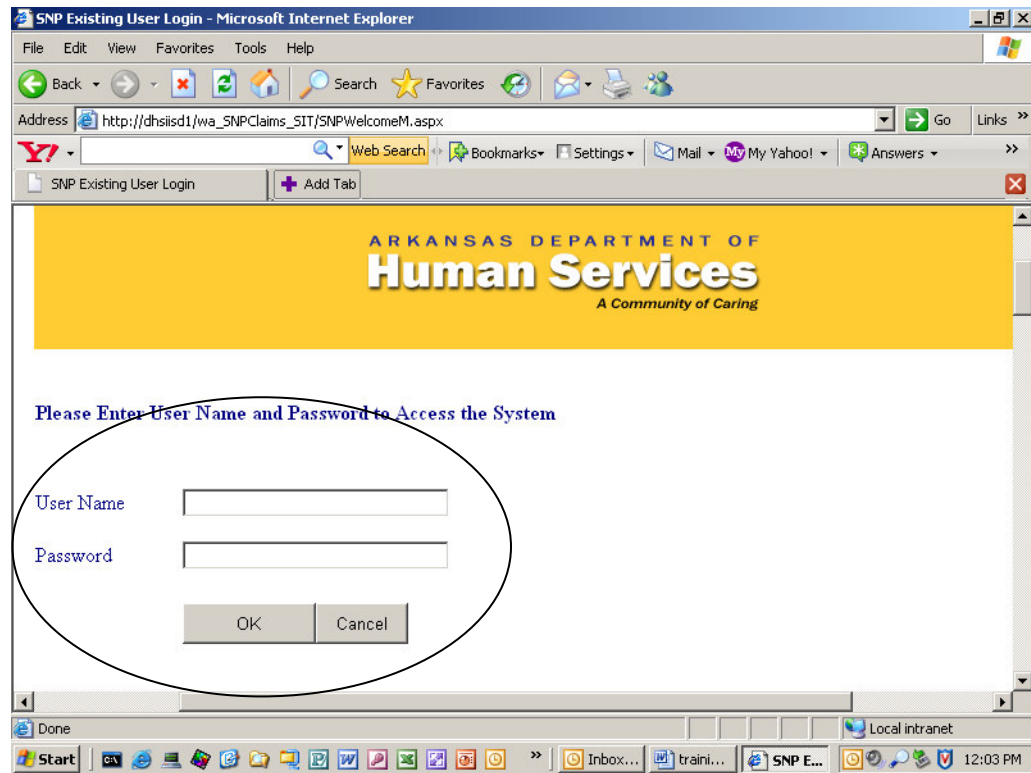 SNP Existing User Login - Microsoft Internet Explorer
File Edit View Favorites Tools Help
Back Search Favorites
Address http://dhsiisd1/wa_SNPClaims_SIT/SNPWelcomeM.aspx Go Links »
Y! Web Search Bookmarks Settings Mail My My Yahoo! Answers »
SNP Existing User Login Add Tab
ARKANSAS DEPARTMENT OF
Human Services
A Community of Caring
Please Enter User Name and Password to Access the System
User Name
Password
OK Cancel
Done Local intranet
Start » Inbox... traini... SNP E... 12:03 PM